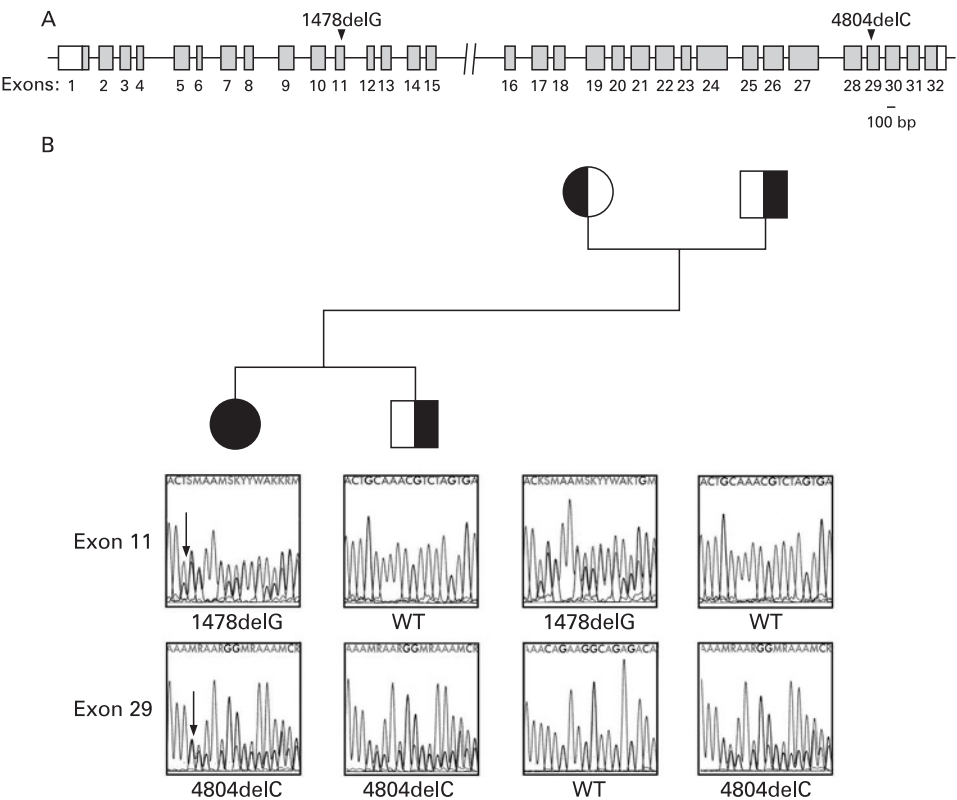 A
1478delG 4804delC
Exons: 1 2 3 4 5 6 7 8 9 10 11 12 13 14 15 16 17 18 19 20 21 22 23 24 25 26 27 28 29 30 31 32
100 bp
B
ACTSMAAMSKYYWAKKRM ACTGCAAACGTCTAGTGA ACKSMAAMSKYYWAKTGM ACTGCAAACGTCTAGTGA
Exon 11
1478delG WT 1478delG WT
AAAMRAARGGMRAAAMCR AAAMRAARGGMRAAAMCR AAACAGAAGGCAGAGACA AAAMRAARGGMRAAAMCR
Exon 29
4804delC 4804delC WT 4804delC